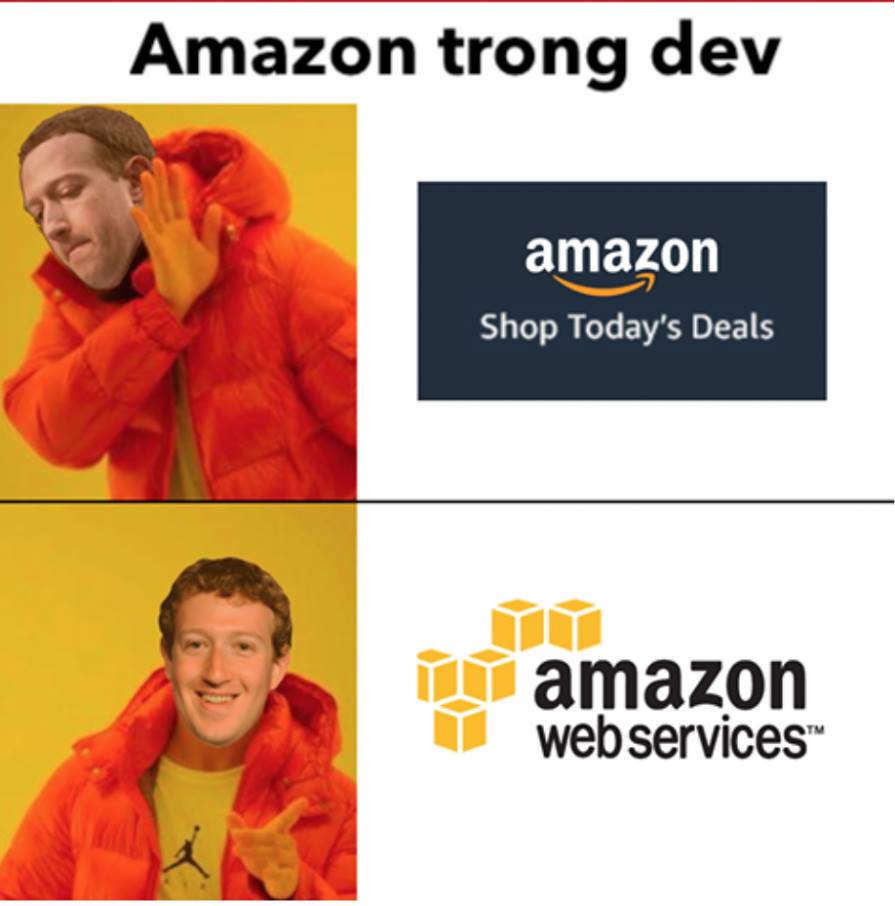 Amazon trong dev
amazon
Shop Today's Deals
amazon
web services™